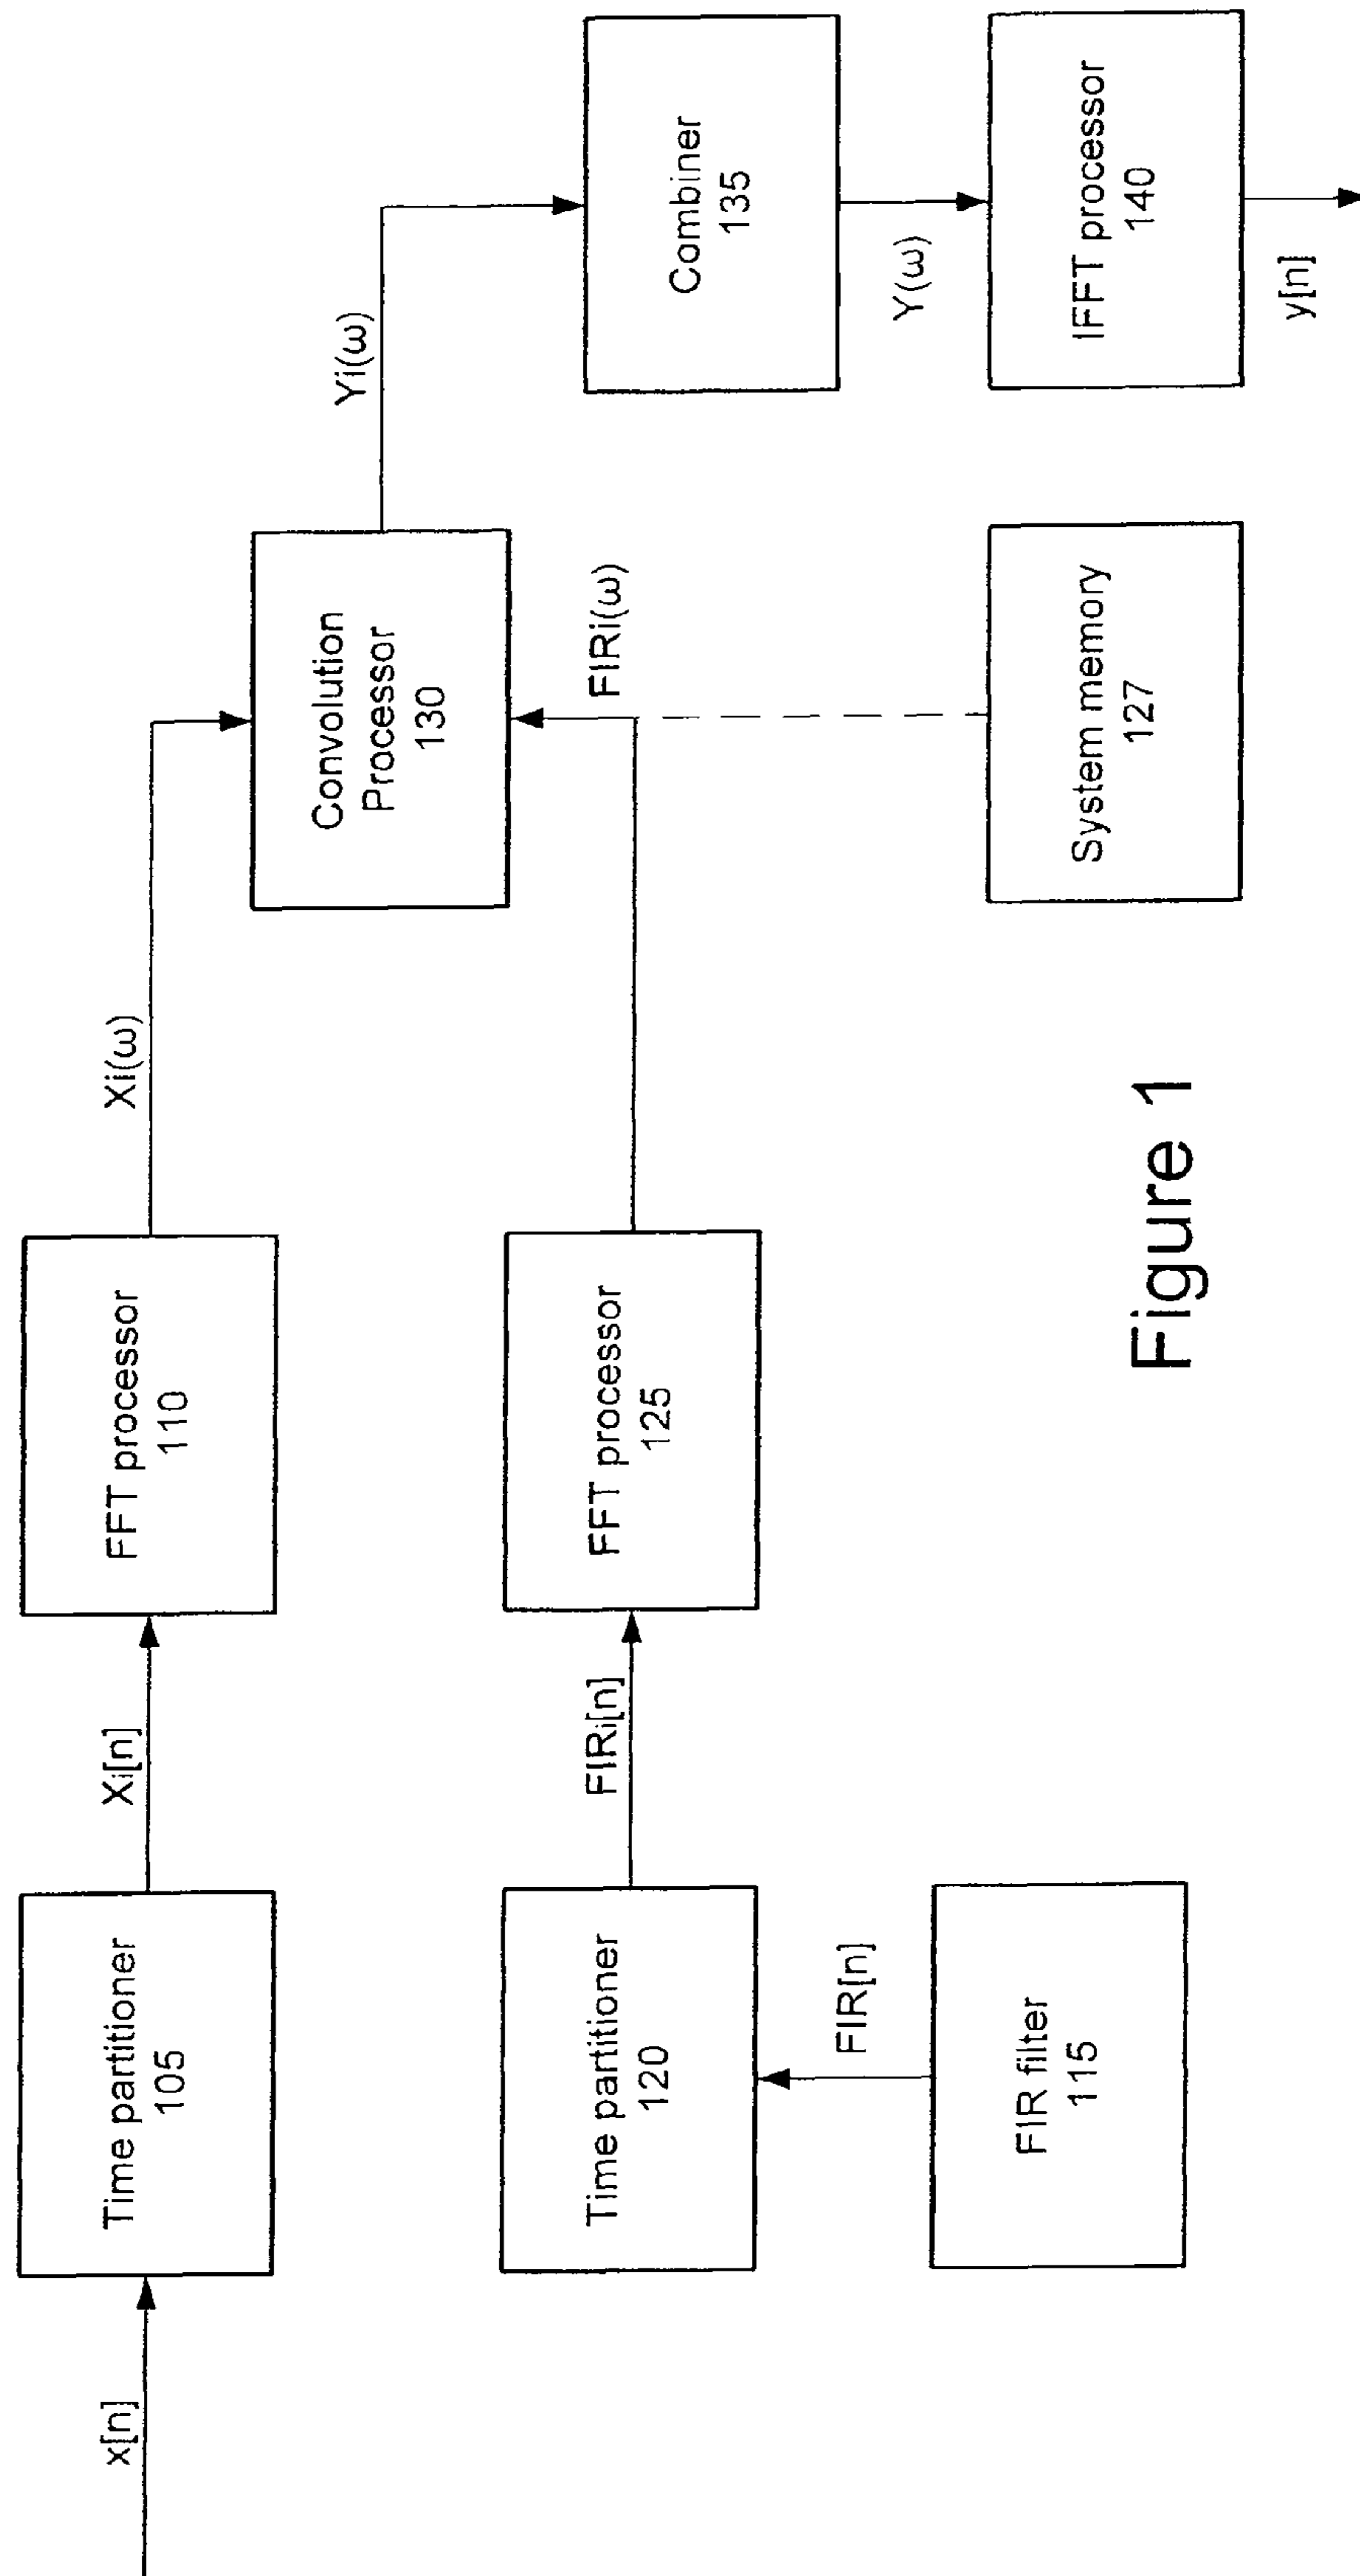 x[n]
Time partitioner
105
Xi[n]
FFT processor
110
Xi(ω)
Convolution
Processor
130
Yi(ω)
Combiner
135
Y(ω)
IFFT processor
140
y[n]
FIR filter
115
FIR[n]
Time partitioner
120
FIRi[n]
FFT processor
125
FIRi(ω)
System memory
127
Figure 1